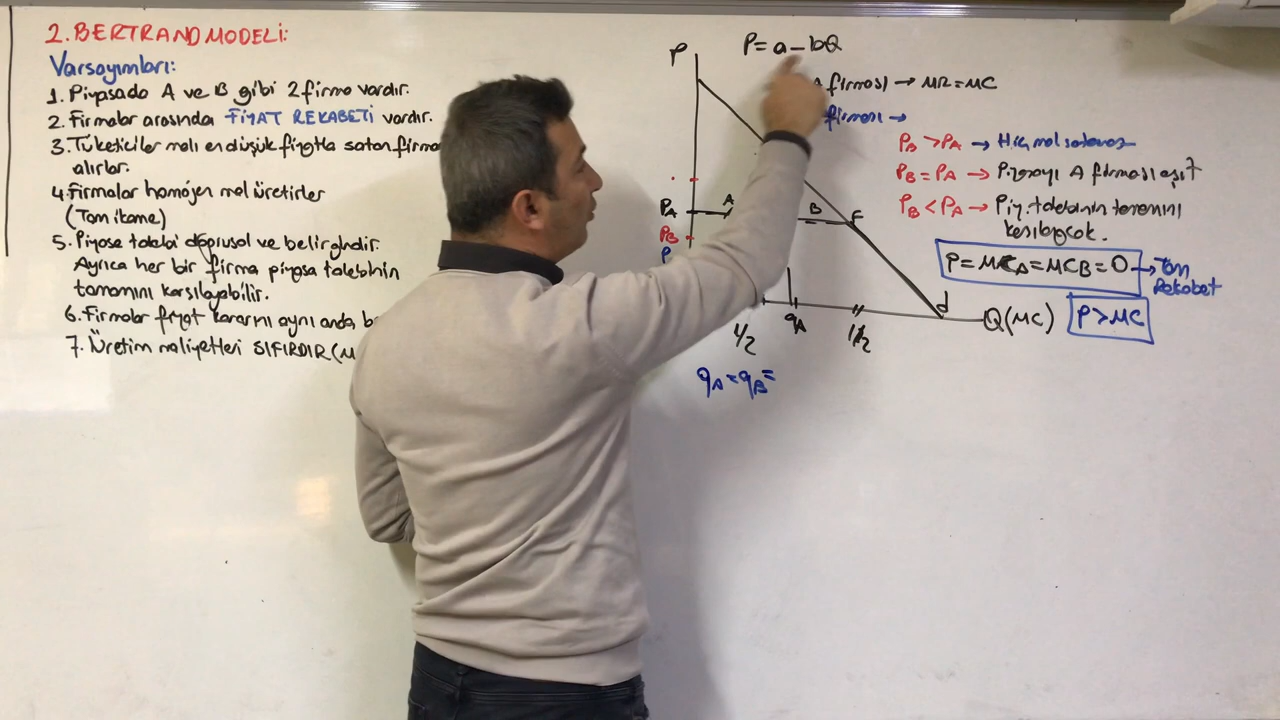 2. BERTRAND MODELİ:
Varsayımları:
1. Piyasada A ve B gibi 2 firma vardır.
2. Firmalar arasında FİYAT REKABETİ vardır.
3. Tüketiciler malı en düşük fiyatla satan firma
alırlar.
4. Firmalar homojen mal üretirler
(Tam ikame)
5. Piyasa talebi doğrusal ve belirgindir.
Ayrıca her bir firma piyasa talebinin
tamamını karşılayabilir.
6. Firmalar fiyat kararını aynı anda
7. Üretim maliyetleri SIFIRDIR (M
P
P = a - bQ
firması → MR = MC
firması →
PB > PA → Hiç mal satamaz
PB = PA → Piyasayı A firması eşit
PB < PA → Piy. talebinin tamamını
karşılayacak.
P = MCA = MCB = 0 → Tam
Rekabet
P > MC
PA
A
B
F
PB
P
d
Q (MC)
1/2
qA
1/2
qA = qB =